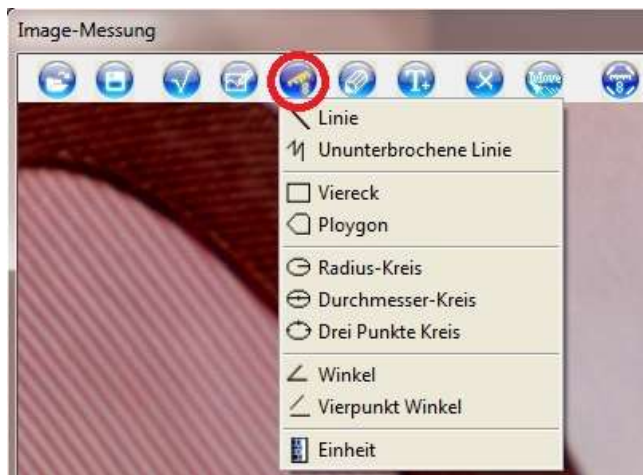 Image-Messung
Linie
Ununterbrochene Linie
Viereck
Ploygon
Radius-Kreis
Durchmesser-Kreis
Drei Punkte Kreis
Winkel
Vierpunkt Winkel
Einheit